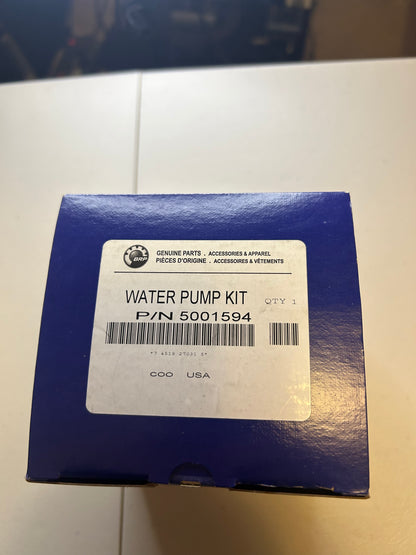 BRP
GENUINE PARTS . ACCESSORIES & APPAREL
PIÈCES D'ORIGINE . ACCESSOIRES & VÊTEMENTS
WATER PUMP KIT QTY 1
P/N 5001594
COO USA